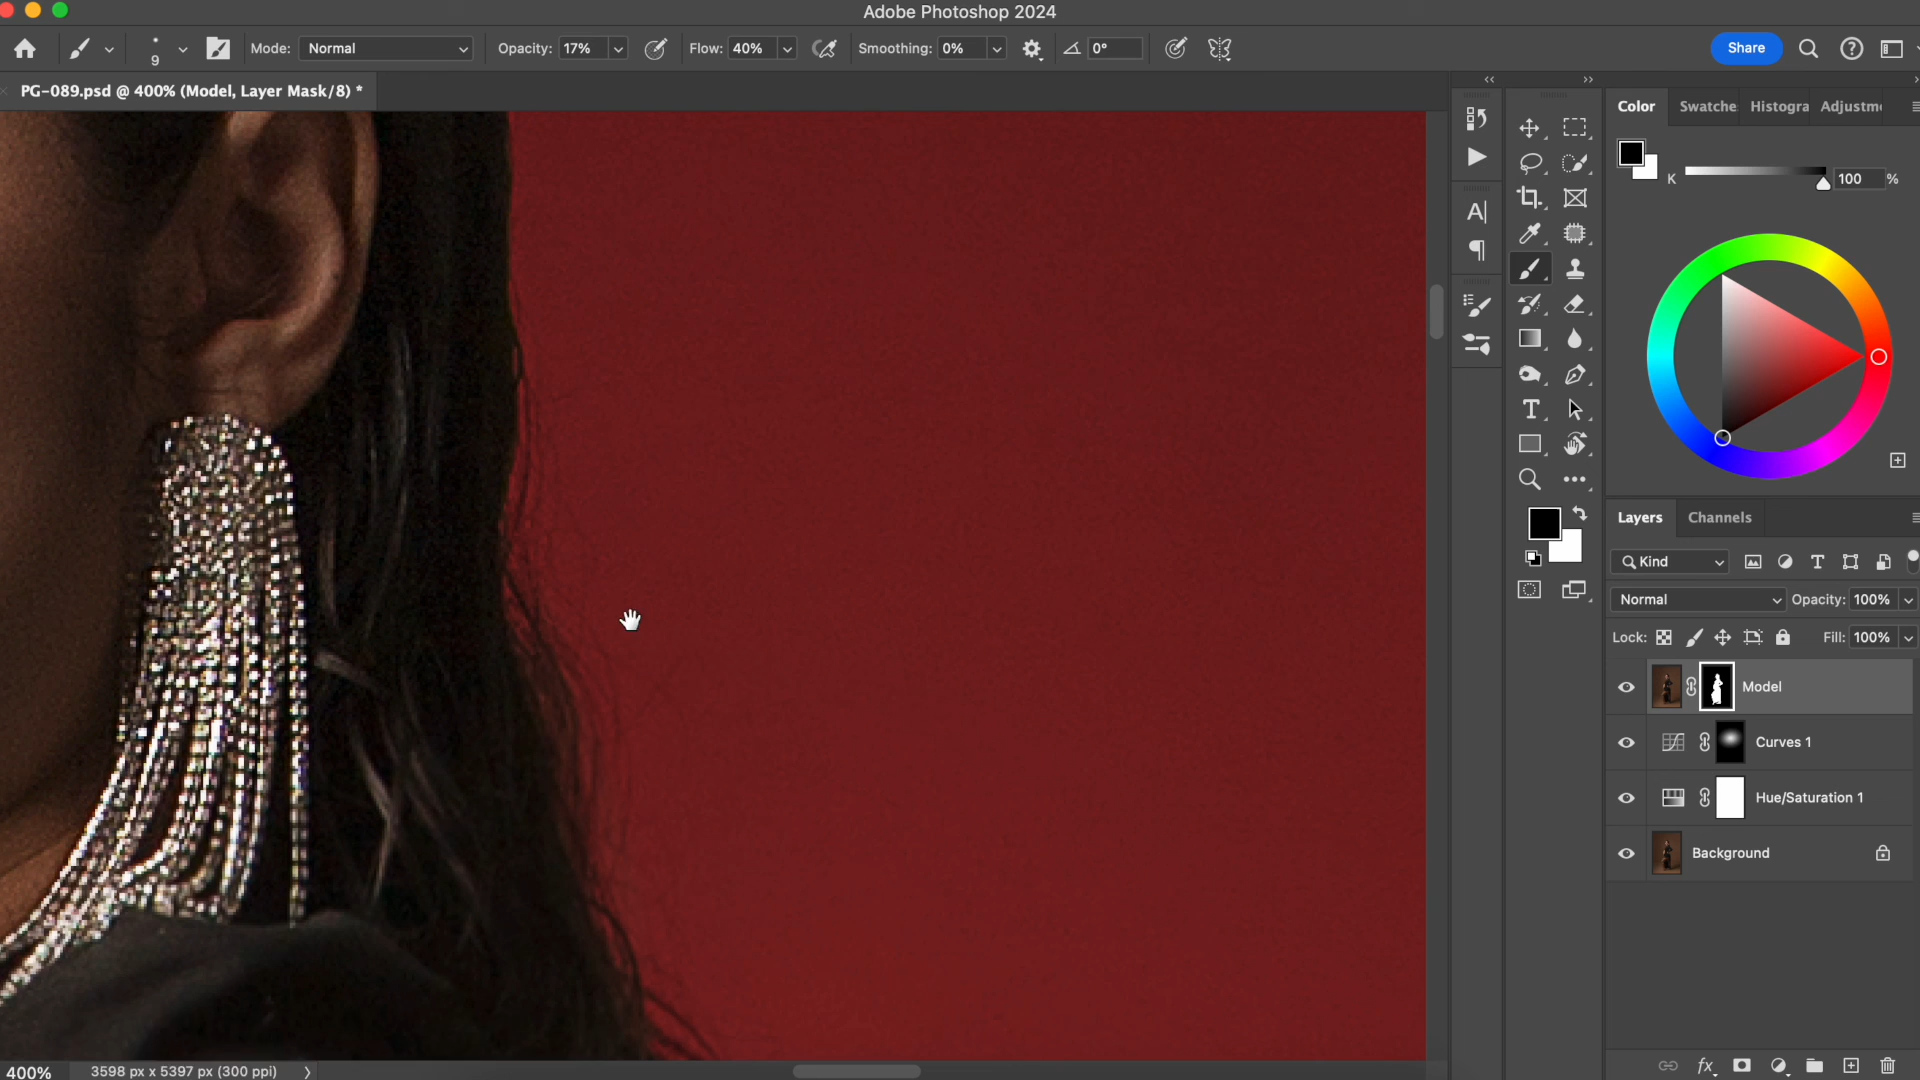 Adobe Photoshop 2024
9 Mode: Normal Opacity: 17% Flow: 40% Smoothing: 0% 0° Share
PG-089.psd @ 400% (Model, Layer Mask/8) *
Color Swatche Histogra Adjustm
K 100 %
Layers Channels
Kind
Normal Opacity: 100%
Lock: Fill: 100%
Model
Curves 1
Hue/Saturation 1
Background
fx
400% 3598 px x 5397 px (300 ppi)